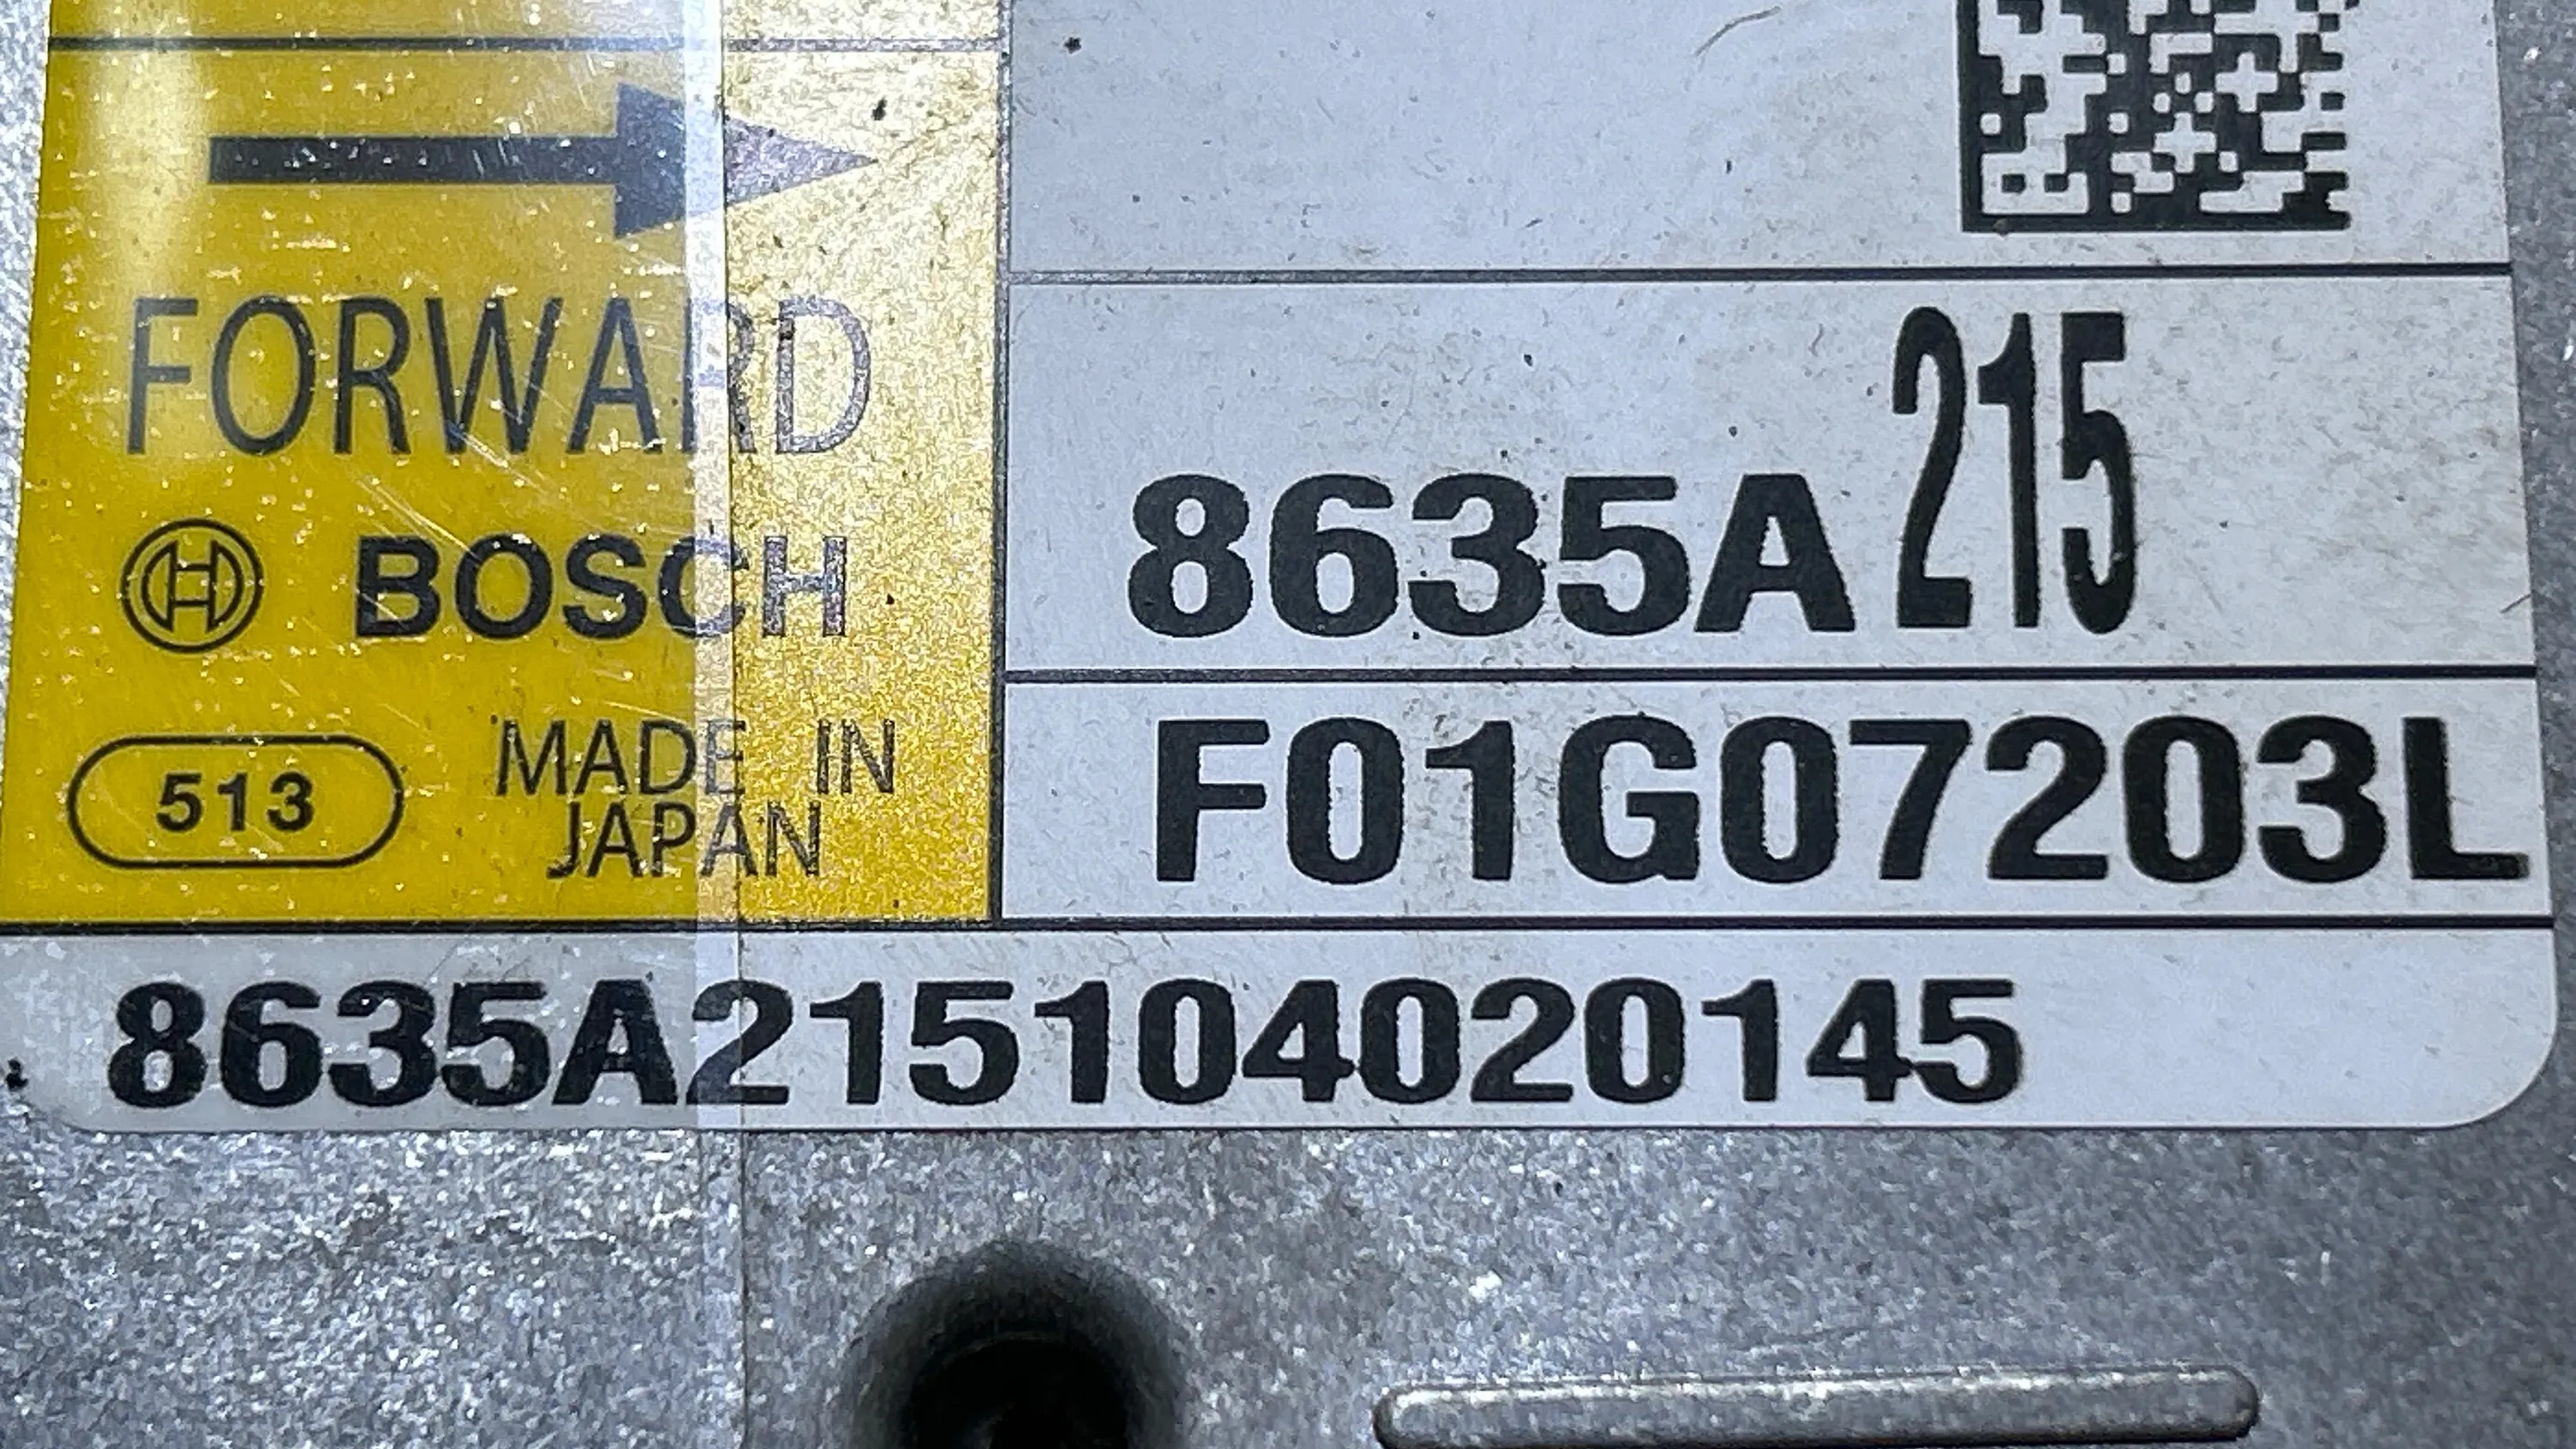 FORWARD
BOSCH
513
MADE IN
JAPAN
8635A215
F01G07203L
8635A215104020145